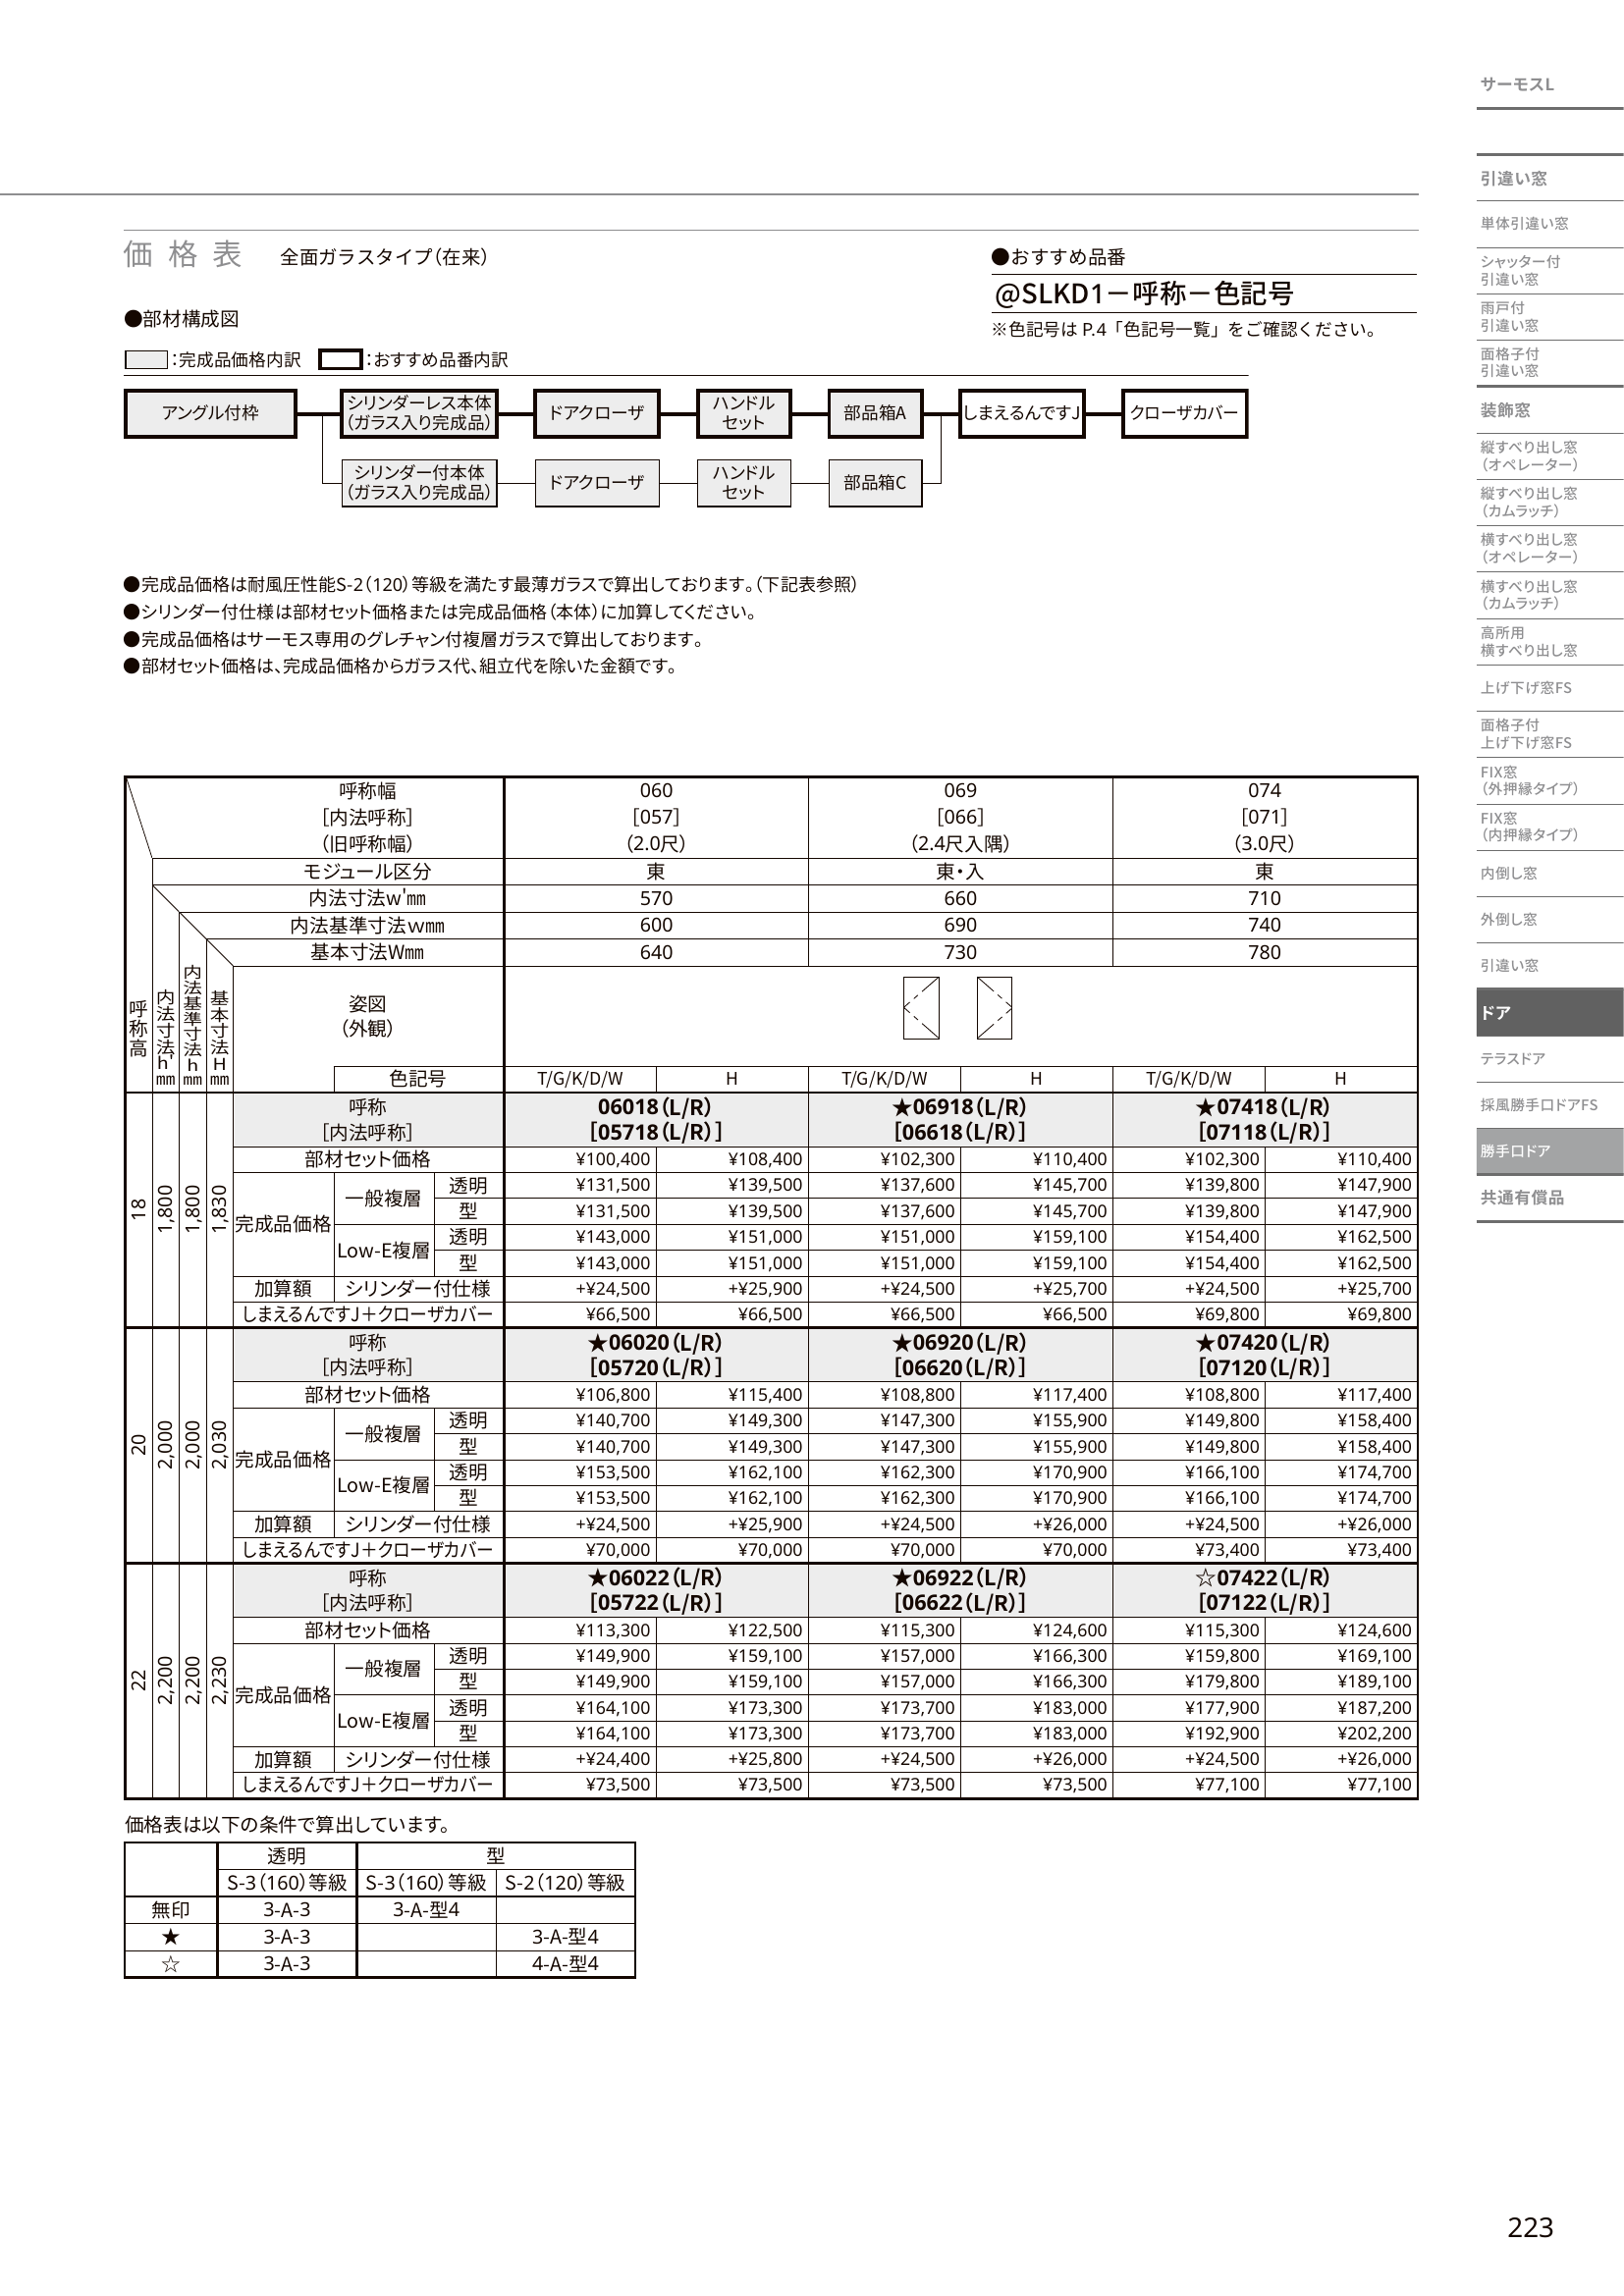 サーモスL
引違い窓
単体引違い窓
シャッター付
引違い窓
雨戸付
引違い窓
面格子付
引違い窓
装飾窓
縦すべり出し窓
（オペレーター）
縦すべり出し窓
（カムラッチ）
横すべり出し窓
（オペレーター）
横すべり出し窓
（カムラッチ）
高所用
横すべり出し窓
上げ下げ窓FS
面格子付
上げ下げ窓FS
FIX窓
（外押縁タイプ）
FIX窓
（内押縁タイプ）
内倒し窓
外倒し窓
引違い窓
ドア
テラスドア
採風勝手口ドアFS
勝手口ドア
共通有償品
価格表 全面ガラスタイプ（在来）
●おすすめ品番
@SLKD1－呼称－色記号
※色記号は P.4「色記号一覧」をご確認ください。
●部材構成図
：完成品価格内訳 ：おすすめ品番内訳
アングル付枠 シリンダーレス本体（ガラス入り完成品） ドアクローザ ハンドルセット 部品箱A しまえるんですJ クローザカバー
シリンダー付本体（ガラス入り完成品） ドアクローザ ハンドルセット 部品箱C
●完成品価格は耐風圧性能S-2（120）等級を満たす最薄ガラスで算出しております。（下記表参照）
●シリンダー付仕様は部材セット価格または完成品価格（本体）に加算してください。
●完成品価格はサーモス専用のグレチャン付複層ガラスで算出しております。
●部材セット価格は、完成品価格からガラス代、組立代を除いた金額です。
呼称幅 060 069 074
［内法呼称］ ［057］ ［066］ ［071］
（旧呼称幅） （2.0尺） （2.4尺入隅） （3.0尺）
モジュール区分 東 東・入 東
内法寸法w'㎜ 570 660 710
内法基準寸法w㎜ 600 690 740
基本寸法W㎜ 640 730 780
呼称高 内法寸法h'㎜ 内法基準寸法h㎜ 基本寸法H㎜
姿図
（外観）
色記号 T/G/K/D/W H T/G/K/D/W H T/G/K/D/W H
18 1,800 1,800 1,830
呼称 06018（L/R） ★06918（L/R） ★07418（L/R）
［内法呼称］ ［05718（L/R）］ ［06618（L/R）］ ［07118（L/R）］
部材セット価格 ¥100,400 ¥108,400 ¥102,300 ¥110,400 ¥102,300 ¥110,400
完成品価格 一般複層 透明 ¥131,500 ¥139,500 ¥137,600 ¥145,700 ¥139,800 ¥147,900
型 ¥131,500 ¥139,500 ¥137,600 ¥145,700 ¥139,800 ¥147,900
Low-E複層 透明 ¥143,000 ¥151,000 ¥151,000 ¥159,100 ¥154,400 ¥162,500
型 ¥143,000 ¥151,000 ¥151,000 ¥159,100 ¥154,400 ¥162,500
加算額 シリンダー付仕様 +¥24,500 +¥25,900 +¥24,500 +¥25,700 +¥24,500 +¥25,700
しまえるんですJ＋クローザカバー ¥66,500 ¥66,500 ¥66,500 ¥66,500 ¥69,800 ¥69,800
20 2,000 2,000 2,030
呼称 ★06020（L/R） ★06920（L/R） ★07420（L/R）
［内法呼称］ ［05720（L/R）］ ［06620（L/R）］ ［07120（L/R）］
部材セット価格 ¥106,800 ¥115,400 ¥108,800 ¥117,400 ¥108,800 ¥117,400
完成品価格 一般複層 透明 ¥140,700 ¥149,300 ¥147,300 ¥155,900 ¥149,800 ¥158,400
型 ¥140,700 ¥149,300 ¥147,300 ¥155,900 ¥149,800 ¥158,400
Low-E複層 透明 ¥153,500 ¥162,100 ¥162,300 ¥170,900 ¥166,100 ¥174,700
型 ¥153,500 ¥162,100 ¥162,300 ¥170,900 ¥166,100 ¥174,700
加算額 シリンダー付仕様 +¥24,500 +¥25,900 +¥24,500 +¥26,000 +¥24,500 +¥26,000
しまえるんですJ＋クローザカバー ¥70,000 ¥70,000 ¥70,000 ¥70,000 ¥73,400 ¥73,400
22 2,200 2,200 2,230
呼称 ★06022（L/R） ★06922（L/R） ☆07422（L/R）
［内法呼称］ ［05722（L/R）］ ［06622（L/R）］ ［07122（L/R）］
部材セット価格 ¥113,300 ¥122,500 ¥115,300 ¥124,600 ¥115,300 ¥124,600
完成品価格 一般複層 透明 ¥149,900 ¥159,100 ¥157,000 ¥166,300 ¥159,800 ¥169,100
型 ¥149,900 ¥159,100 ¥157,000 ¥166,300 ¥179,800 ¥189,100
Low-E複層 透明 ¥164,100 ¥173,300 ¥173,700 ¥183,000 ¥177,900 ¥187,200
型 ¥164,100 ¥173,300 ¥173,700 ¥183,000 ¥192,900 ¥202,200
加算額 シリンダー付仕様 +¥24,400 +¥25,800 +¥24,500 +¥26,000 +¥24,500 +¥26,000
しまえるんですJ＋クローザカバー ¥73,500 ¥73,500 ¥73,500 ¥73,500 ¥77,100 ¥77,100
価格表は以下の条件で算出しています。
透明 型
S-3（160）等級 S-3（160）等級 S-2（120）等級
無印 3-A-3 3-A-型4
★ 3-A-3 3-A-型4
☆ 3-A-3 4-A-型4
223